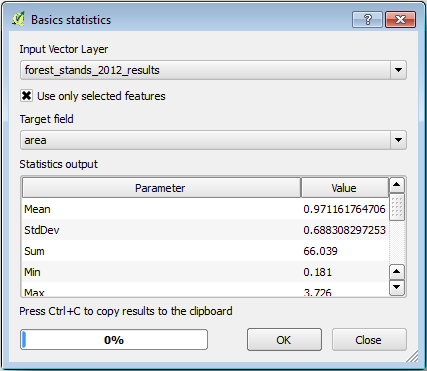 Basics statistics
?
Input Vector Layer
forest_stands_2012_results
Use only selected features
Target field
area
Statistics output
Parameter Value
Mean 0.971161764706
StdDev 0.688308297253
Sum 66.039
Min 0.181
Max 3.726
Press Ctrl+C to copy results to the clipboard
0% OK Close